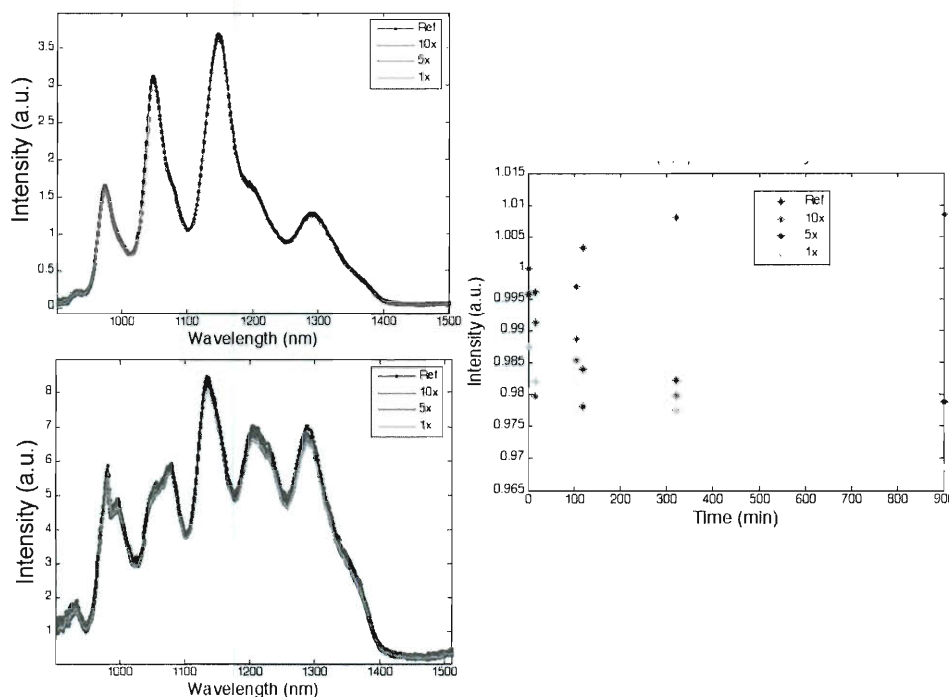 Ref
10x
5x
1x
3.5
3
2.5
2
1.5
1
0.5
0
Intensity (a.u.)
1000 1100 1200 1300 1400 1500
Wavelength (nm)
Ref
10x
5x
1x
8
7
6
5
4
3
2
1
Intensity (a.u.)
1000 1100 1200 1300 1400 1500
Wavelength (nm)
1.015
1.01
1.005
1
0.995
0.99
0.985
0.98
0.975
0.97
0.965
Intensity (a.u.)
Ref
10x
5x
1x
0 100 200 300 400 500 600 700 800 900
Time (min)